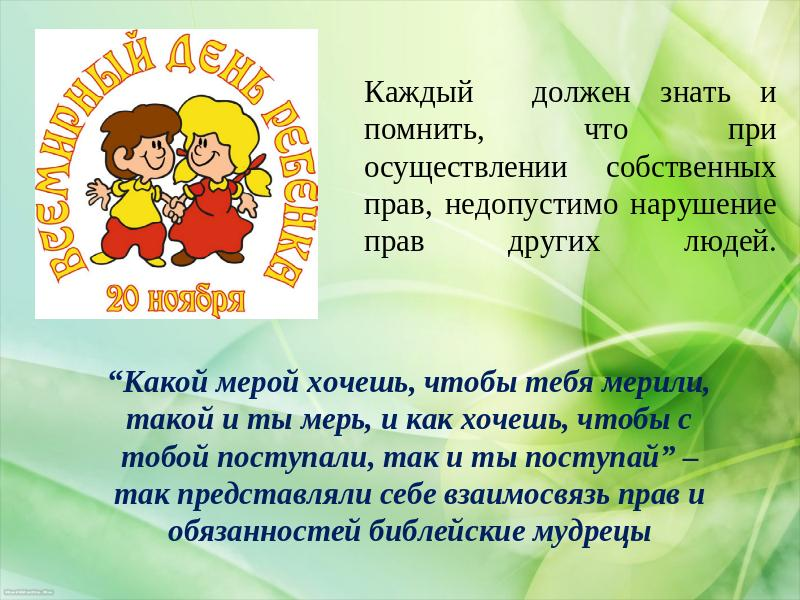 ВСЕМИРНЫЙ ДЕНЬ РЕБЕНКА
20 ноября
Каждый должен знать и
помнить, что при
осуществлении собственных
прав, недопустимо нарушение
прав других людей.
“Какой мерой хочешь, чтобы тебя мерили,
такой и ты мерь, и как хочешь, чтобы с
тобой поступали, так и ты поступай” –
так представляли себе взаимосвязь прав и
обязанностей библейские мудрецы